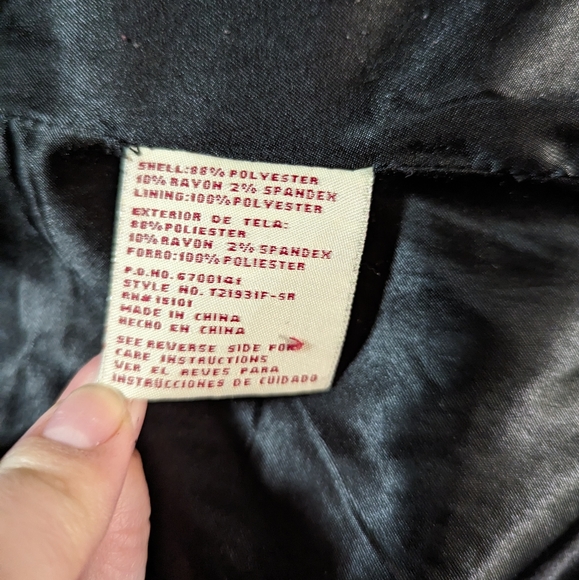 SHELL:88% POLYESTER
10% RAYON 2% SPANDEX
LINING:100% POLYESTER
EXTERIOR DE TELA:
88% POLIESTER
10% RAYON 2% SPANDEX
FORRO:100% POLIESTER
P.O.NO. 6700141
STYLE NO. T21931F-SR
RN# 15101
MADE IN CHINA
HECHO EN CHINA
SEE REVERSE SIDE FOR
CARE INSTRUCTIONS
VER EL REVES PARA
INSTRUCCIONES DE CUIDADO